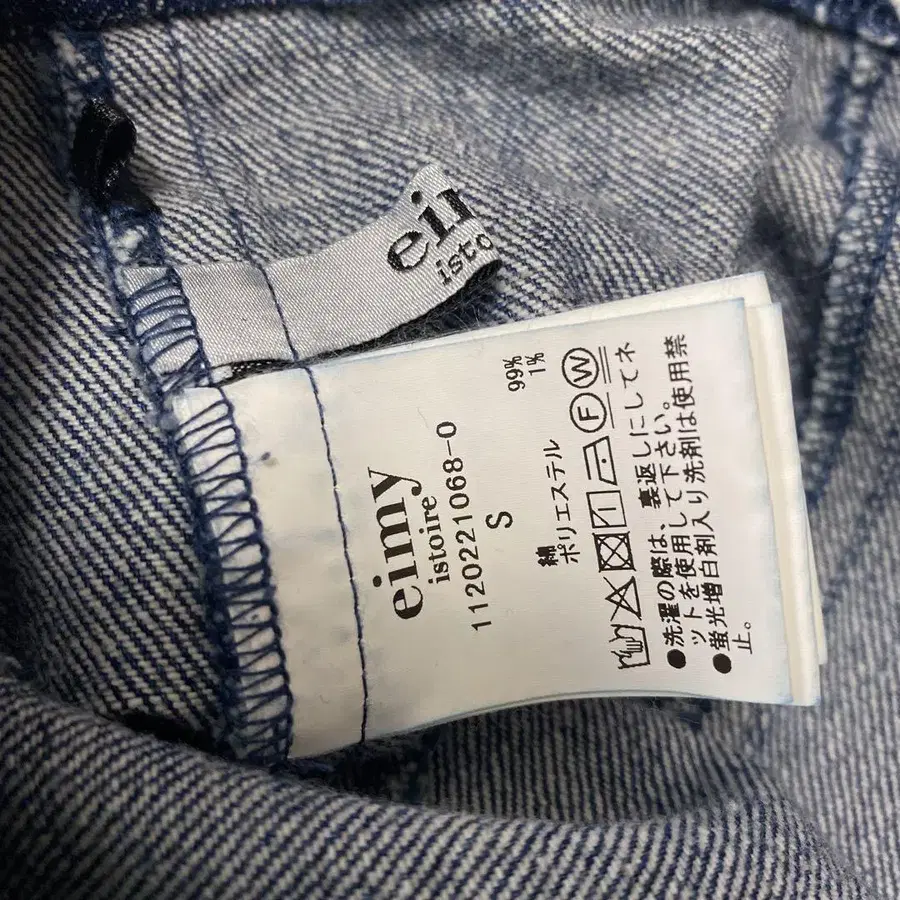 eim
isto
eimy
istoire
1120221068-0
S
綿 99%
ポリエステル 1%
F W
●洗濯の際は、裏返しにしてネ
ットを使用して下さい。
●蛍光増白剤入り洗剤は使用禁
止。